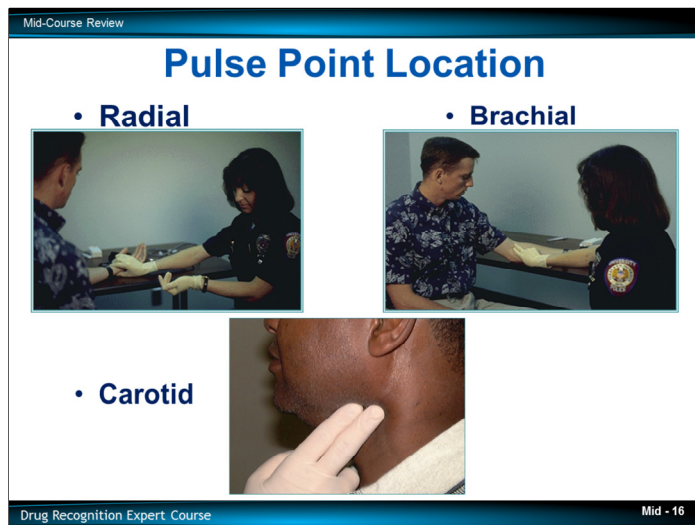 Mid-Course Review
Pulse Point Location
• Radial
• Brachial
• Carotid
Drug Recognition Expert Course
Mid - 16